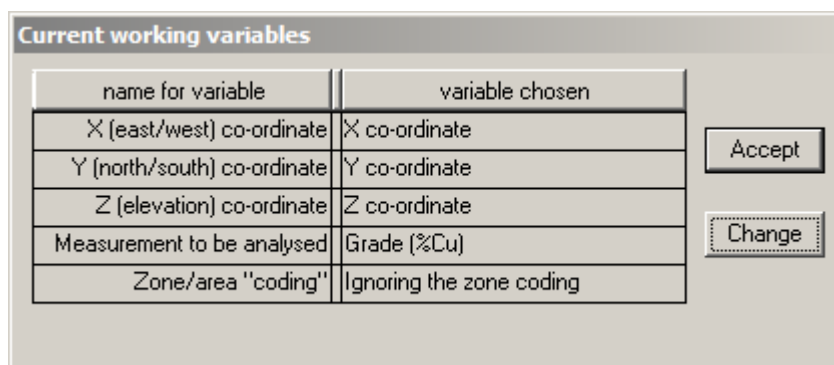 Current working variables
name for variable variable chosen
X (east/west) co-ordinate X co-ordinate
Y (north/south) co-ordinate Y co-ordinate
Z (elevation) co-ordinate Z co-ordinate
Measurement to be analysed Grade (%Cu)
Zone/area "coding" Ignoring the zone coding
Accept
Change